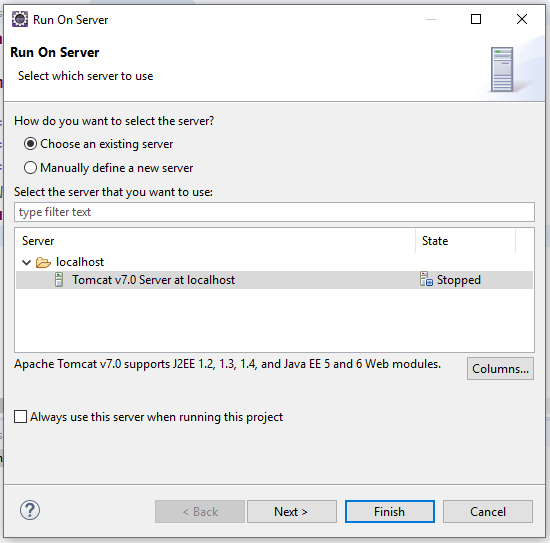 Run On Server
Run On Server
Select which server to use
How do you want to select the server?
Choose an existing server
Manually define a new server
Select the server that you want to use:
type filter text
Server State
localhost
Tomcat v7.0 Server at localhost Stopped
Apache Tomcat v7.0 supports J2EE 1.2, 1.3, 1.4, and Java EE 5 and 6 Web modules.
Columns...
Always use this server when running this project
? < Back Next > Finish Cancel